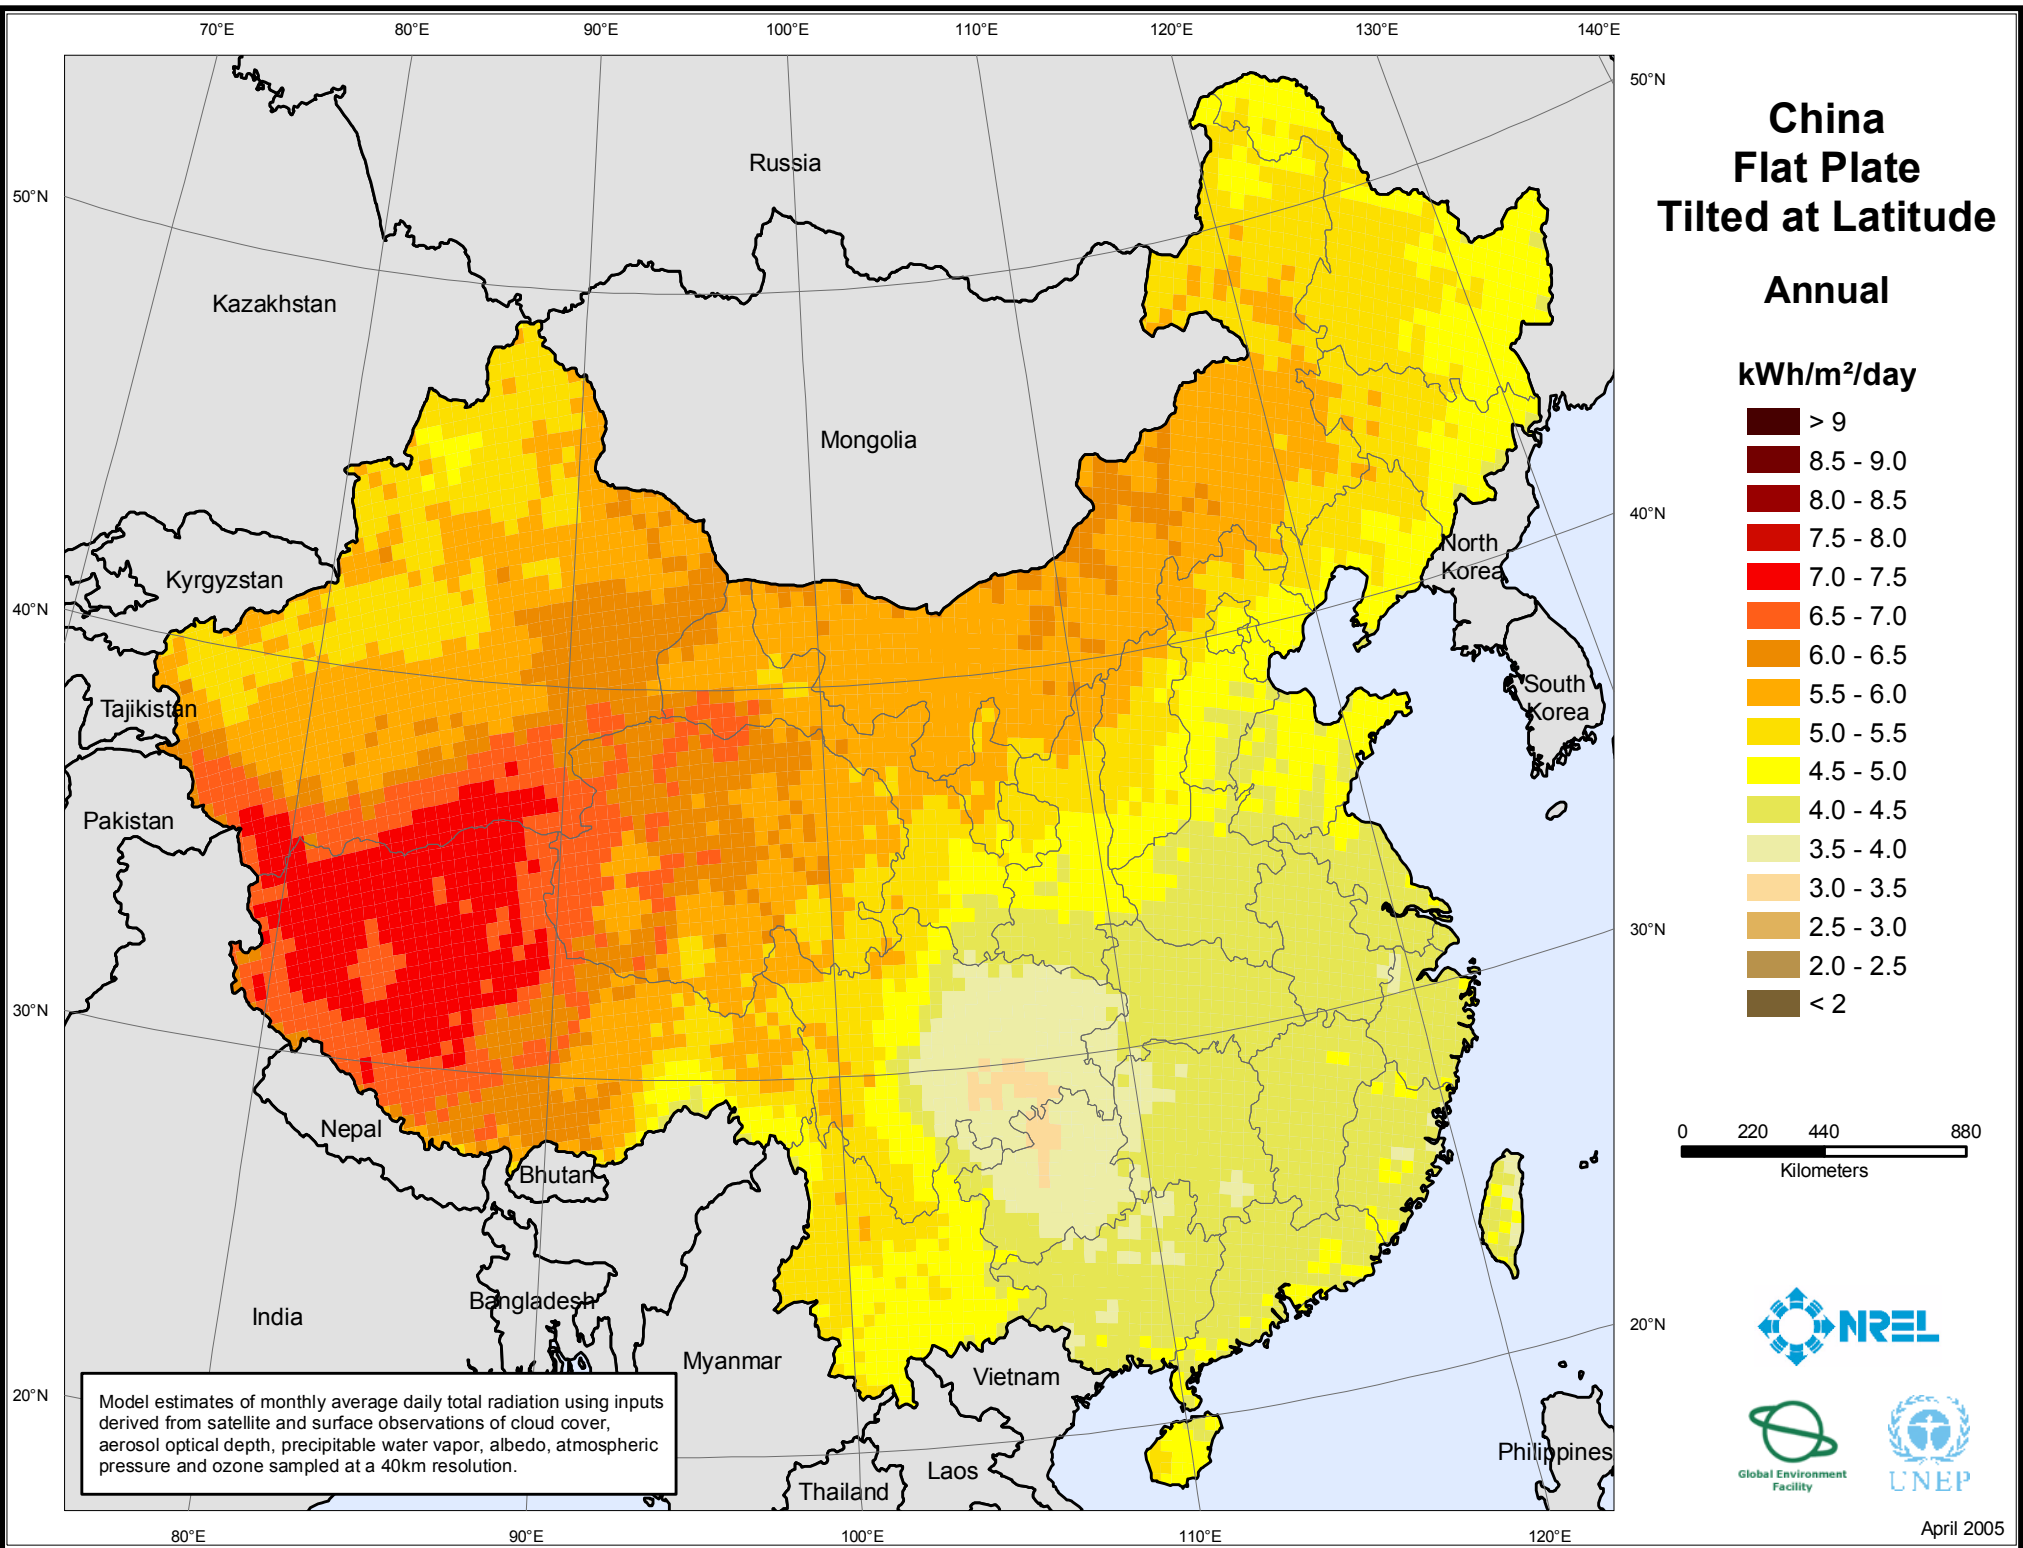 70°E 80°E 90°E 100°E 110°E 120°E 130°E 140°E
50°N
China
Flat Plate
Tilted at Latitude
Annual
kWh/m²/day
> 9
8.5 - 9.0
8.0 - 8.5
7.5 - 8.0
7.0 - 7.5
6.5 - 7.0
6.0 - 6.5
5.5 - 6.0
5.0 - 5.5
4.5 - 5.0
4.0 - 4.5
3.5 - 4.0
3.0 - 3.5
2.5 - 3.0
2.0 - 2.5
< 2
Russia
50°N
Kazakhstan
Mongolia
40°N
North
Korea
Kyrgyzstan
40°N
South
Korea
Tajikistan
Pakistan
30°N
30°N
Nepal
Bhutan
0 220 440 880
Kilometers
India
Bangladesh
Myanmar
Vietnam
20°N
20°N
Laos
Thailand
Philippines
Model estimates of monthly average daily total radiation using inputs
derived from satellite and surface observations of cloud cover,
aerosol optical depth, precipitable water vapor, albedo, atmospheric
pressure and ozone sampled at a 40km resolution.
NREL
Global Environment
Facility
UNEP
April 2005
80°E 90°E 100°E 110°E 120°E